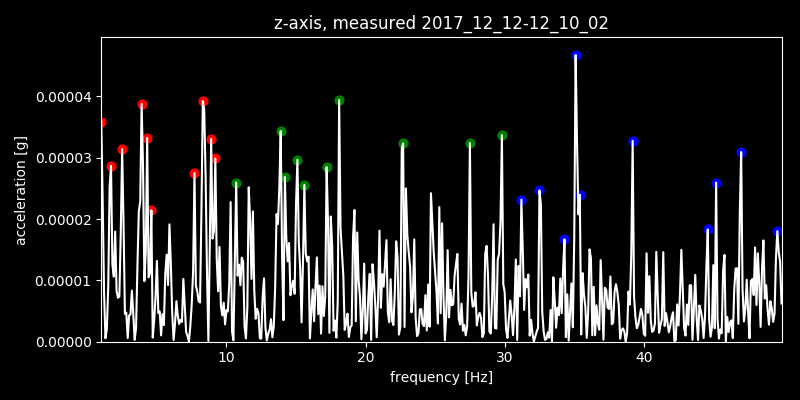 z-axis, measured 2017_12_12-12_10_02
acceleration [g]
0.00004
0.00003
0.00002
0.00001
0.00000
10 20 30 40
frequency [Hz]